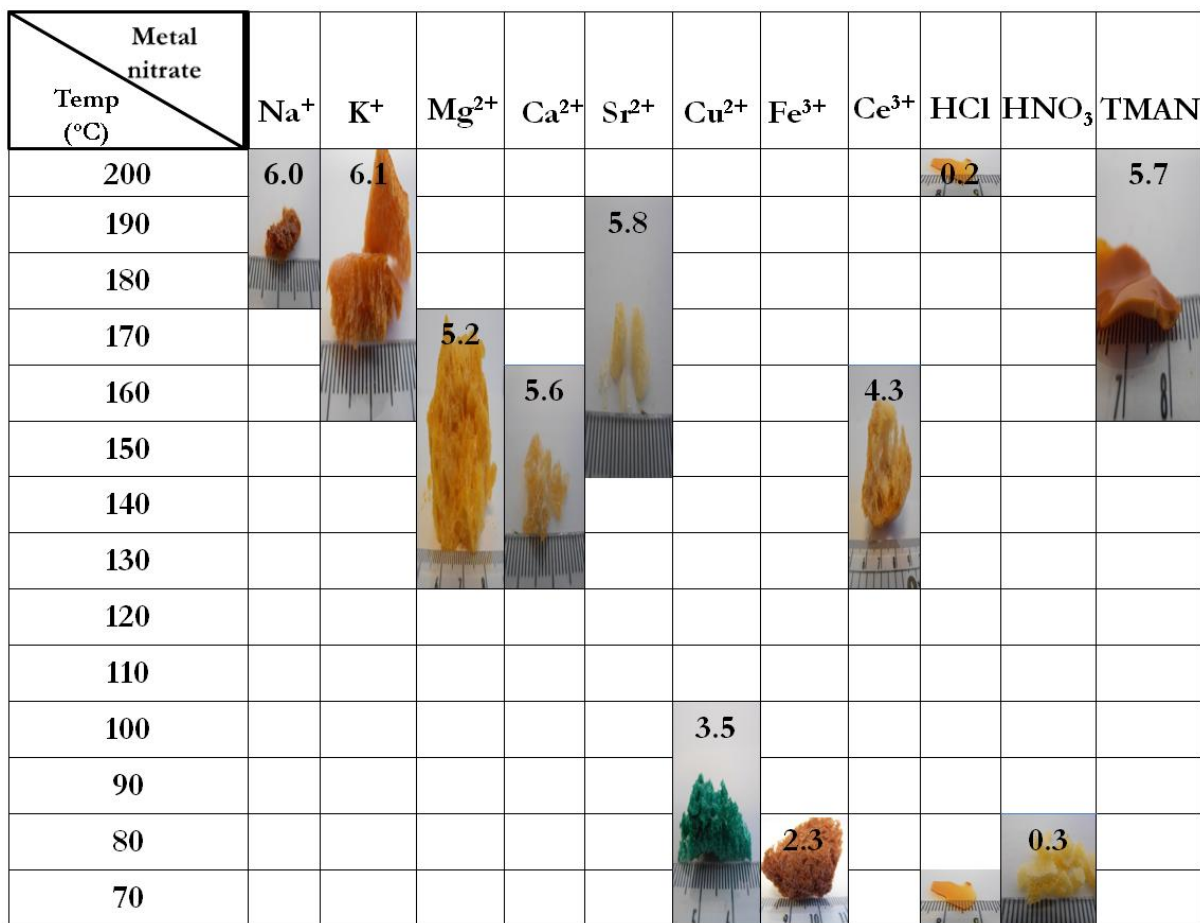 Metal
nitrate
Temp
(°C)
Na⁺ K⁺ Mg²⁺ Ca²⁺ Sr²⁺ Cu²⁺ Fe³⁺ Ce³⁺ HCl HNO₃ TMAN
200 6.0 6.1 0.2 5.7
190 5.8
180
170 5.2
160 5.6 4.3
150
140
130
120
110
100 3.5
90
80 2.3 0.3
70